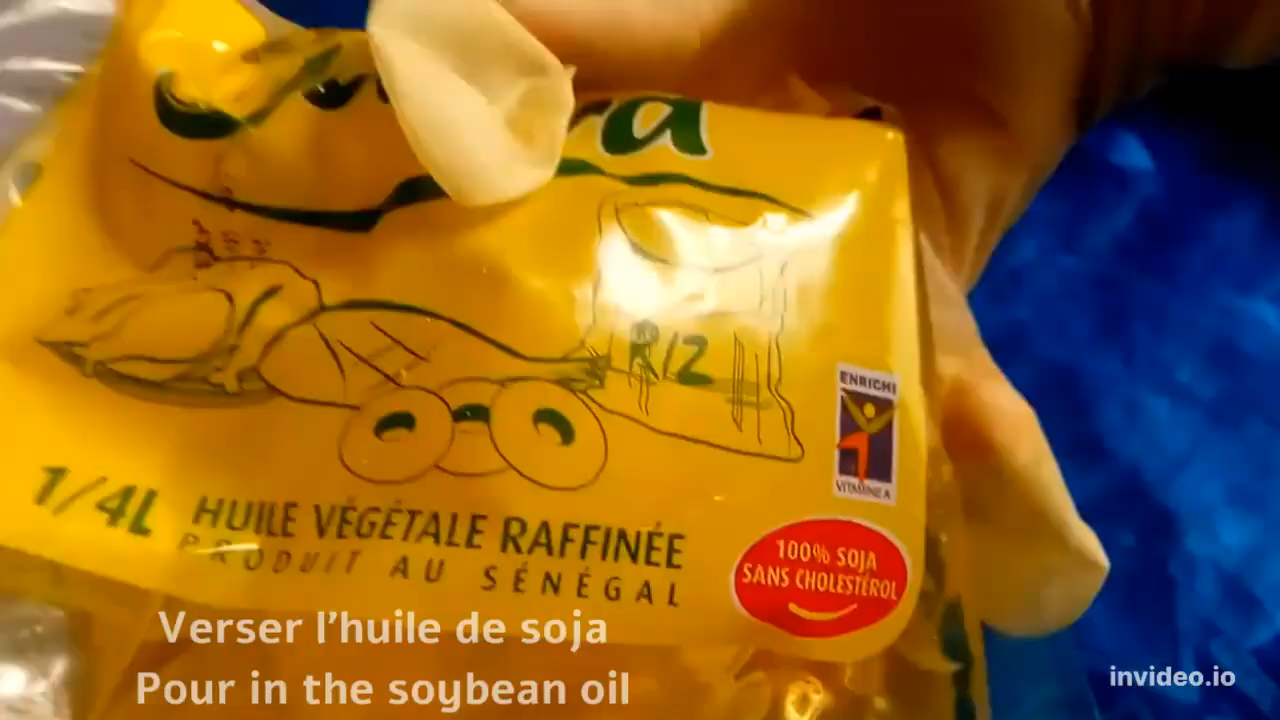 RIZ
ENRICHI
VITAMINE A
1/4L
HUILE VÉGÉTALE RAFFINÉE
PRODUIT AU SÉNÉGAL
100% SOJA
SANS CHOLESTÉROL
Verser l'huile de soja
Pour in the soybean oil
invideo.io